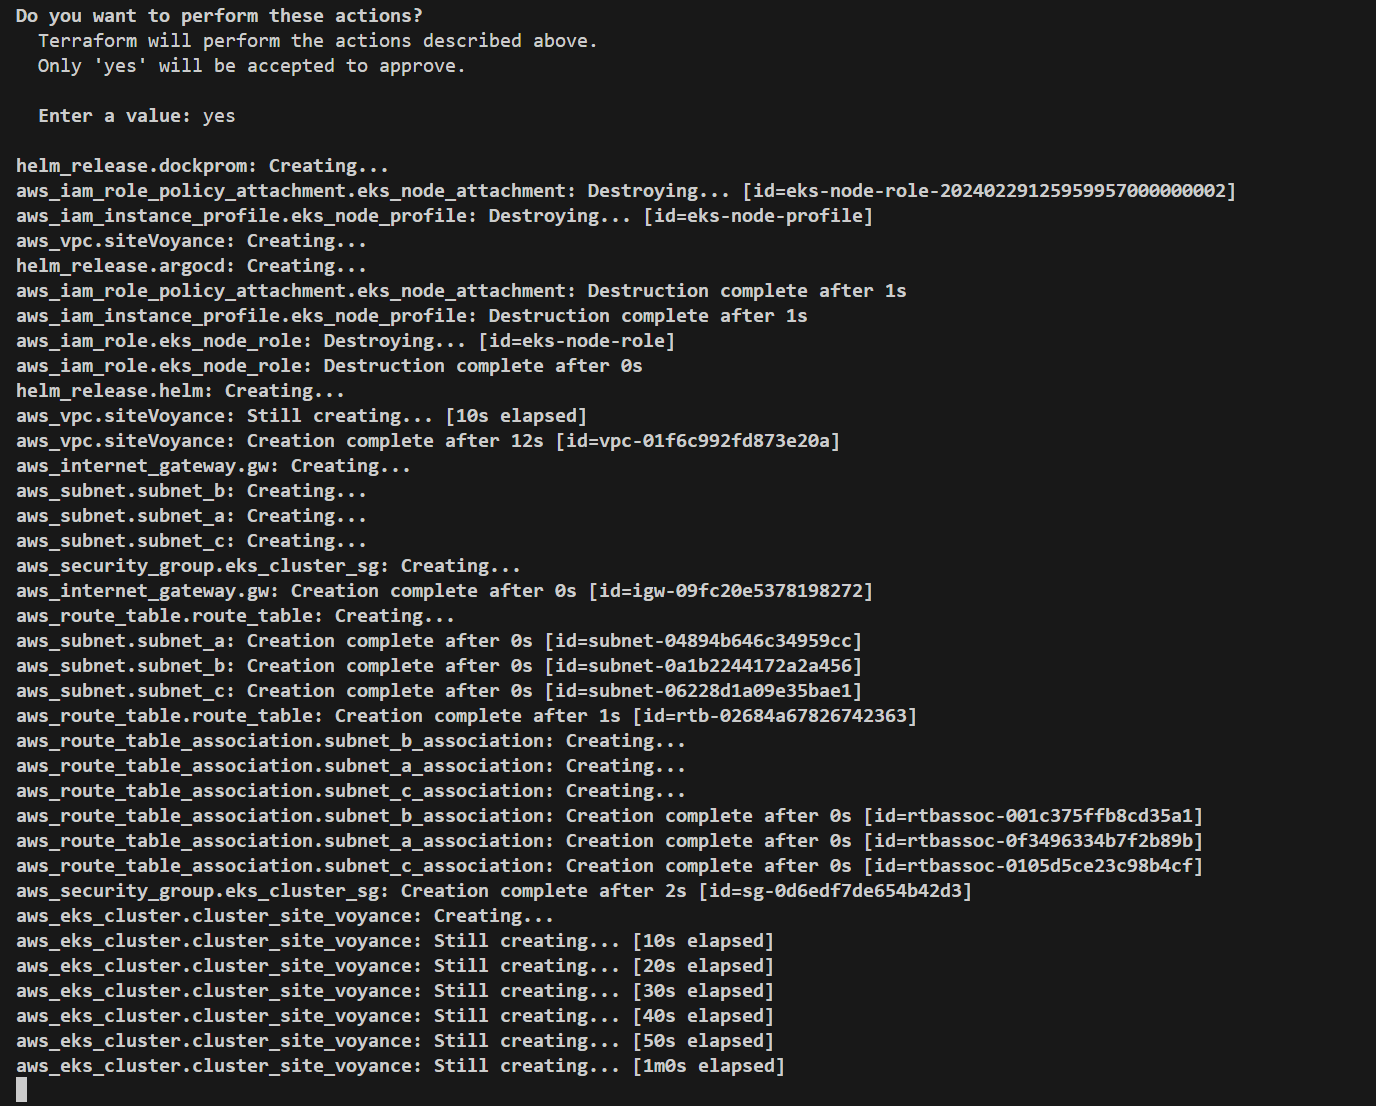 Do you want to perform these actions?
Terraform will perform the actions described above.
Only 'yes' will be accepted to approve.
Enter a value: yes
helm_release.dockprom: Creating...
aws_iam_role_policy_attachment.eks_node_attachment: Destroying... [id=eks-node-role-20240229125959957000000002]
aws_iam_instance_profile.eks_node_profile: Destroying... [id=eks-node-profile]
aws_vpc.siteVoyance: Creating...
helm_release.argocd: Creating...
aws_iam_role_policy_attachment.eks_node_attachment: Destruction complete after 1s
aws_iam_instance_profile.eks_node_profile: Destruction complete after 1s
aws_iam_role.eks_node_role: Destroying... [id=eks-node-role]
aws_iam_role.eks_node_role: Destruction complete after 0s
helm_release.helm: Creating...
aws_vpc.siteVoyance: Still creating... [10s elapsed]
aws_vpc.siteVoyance: Creation complete after 12s [id=vpc-01f6c992fd873e20a]
aws_internet_gateway.gw: Creating...
aws_subnet.subnet_b: Creating...
aws_subnet.subnet_a: Creating...
aws_subnet.subnet_c: Creating...
aws_security_group.eks_cluster_sg: Creating...
aws_internet_gateway.gw: Creation complete after 0s [id=igw-09fc20e5378198272]
aws_route_table.route_table: Creating...
aws_subnet.subnet_a: Creation complete after 0s [id=subnet-04894b646c34959cc]
aws_subnet.subnet_b: Creation complete after 0s [id=subnet-0a1b2244172a2a456]
aws_subnet.subnet_c: Creation complete after 0s [id=subnet-06228d1a09e35bae1]
aws_route_table.route_table: Creation complete after 1s [id=rtb-02684a67826742363]
aws_route_table_association.subnet_b_association: Creating...
aws_route_table_association.subnet_a_association: Creating...
aws_route_table_association.subnet_c_association: Creating...
aws_route_table_association.subnet_b_association: Creation complete after 0s [id=rtbassoc-001c375ffb8cd35a1]
aws_route_table_association.subnet_a_association: Creation complete after 0s [id=rtbassoc-0f3496334b7f2b89b]
aws_route_table_association.subnet_c_association: Creation complete after 0s [id=rtbassoc-0105d5ce23c98b4cf]
aws_security_group.eks_cluster_sg: Creation complete after 2s [id=sg-0d6edf7de654b42d3]
aws_eks_cluster.cluster_site_voyance: Creating...
aws_eks_cluster.cluster_site_voyance: Still creating... [10s elapsed]
aws_eks_cluster.cluster_site_voyance: Still creating... [20s elapsed]
aws_eks_cluster.cluster_site_voyance: Still creating... [30s elapsed]
aws_eks_cluster.cluster_site_voyance: Still creating... [40s elapsed]
aws_eks_cluster.cluster_site_voyance: Still creating... [50s elapsed]
aws_eks_cluster.cluster_site_voyance: Still creating... [1m0s elapsed]